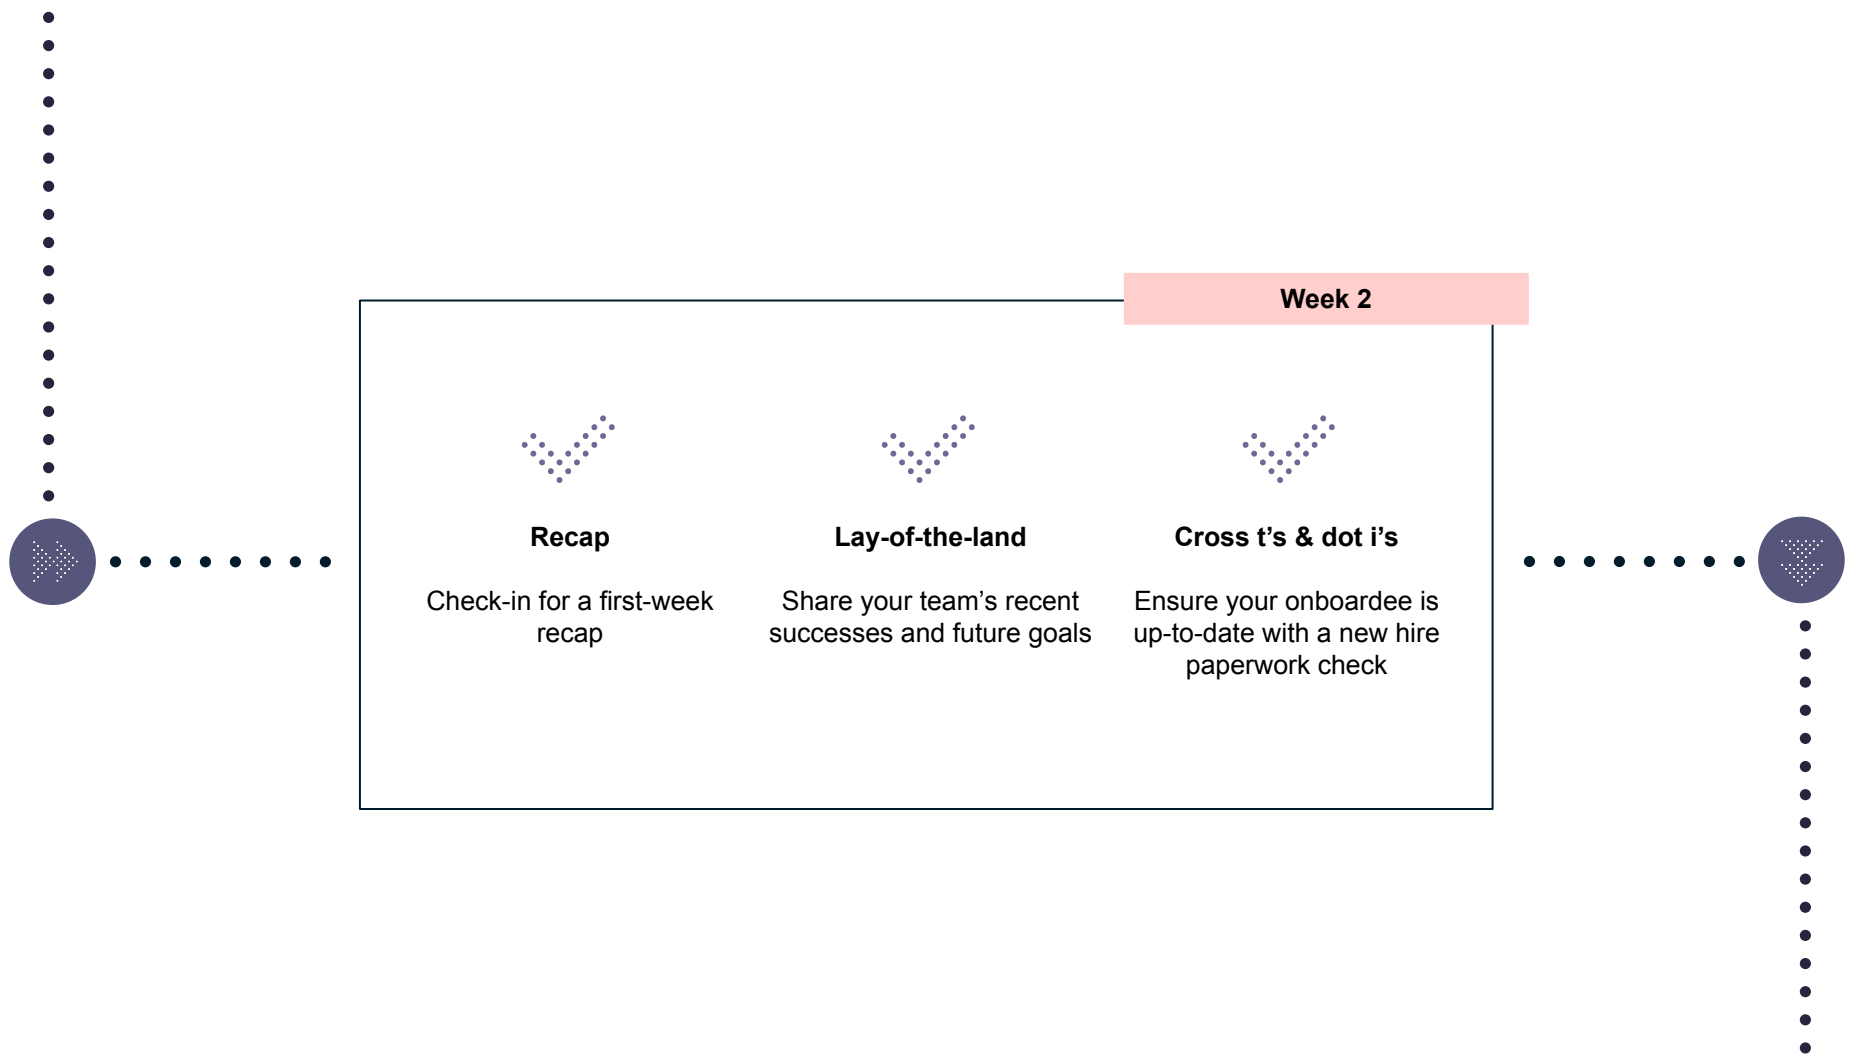 Week 2
Recap
Check-in for a first-week
recap
Lay-of-the-land
Share your team’s recent
successes and future goals
Cross t’s & dot i’s
Ensure your onboardee is
up-to-date with a new hire
paperwork check